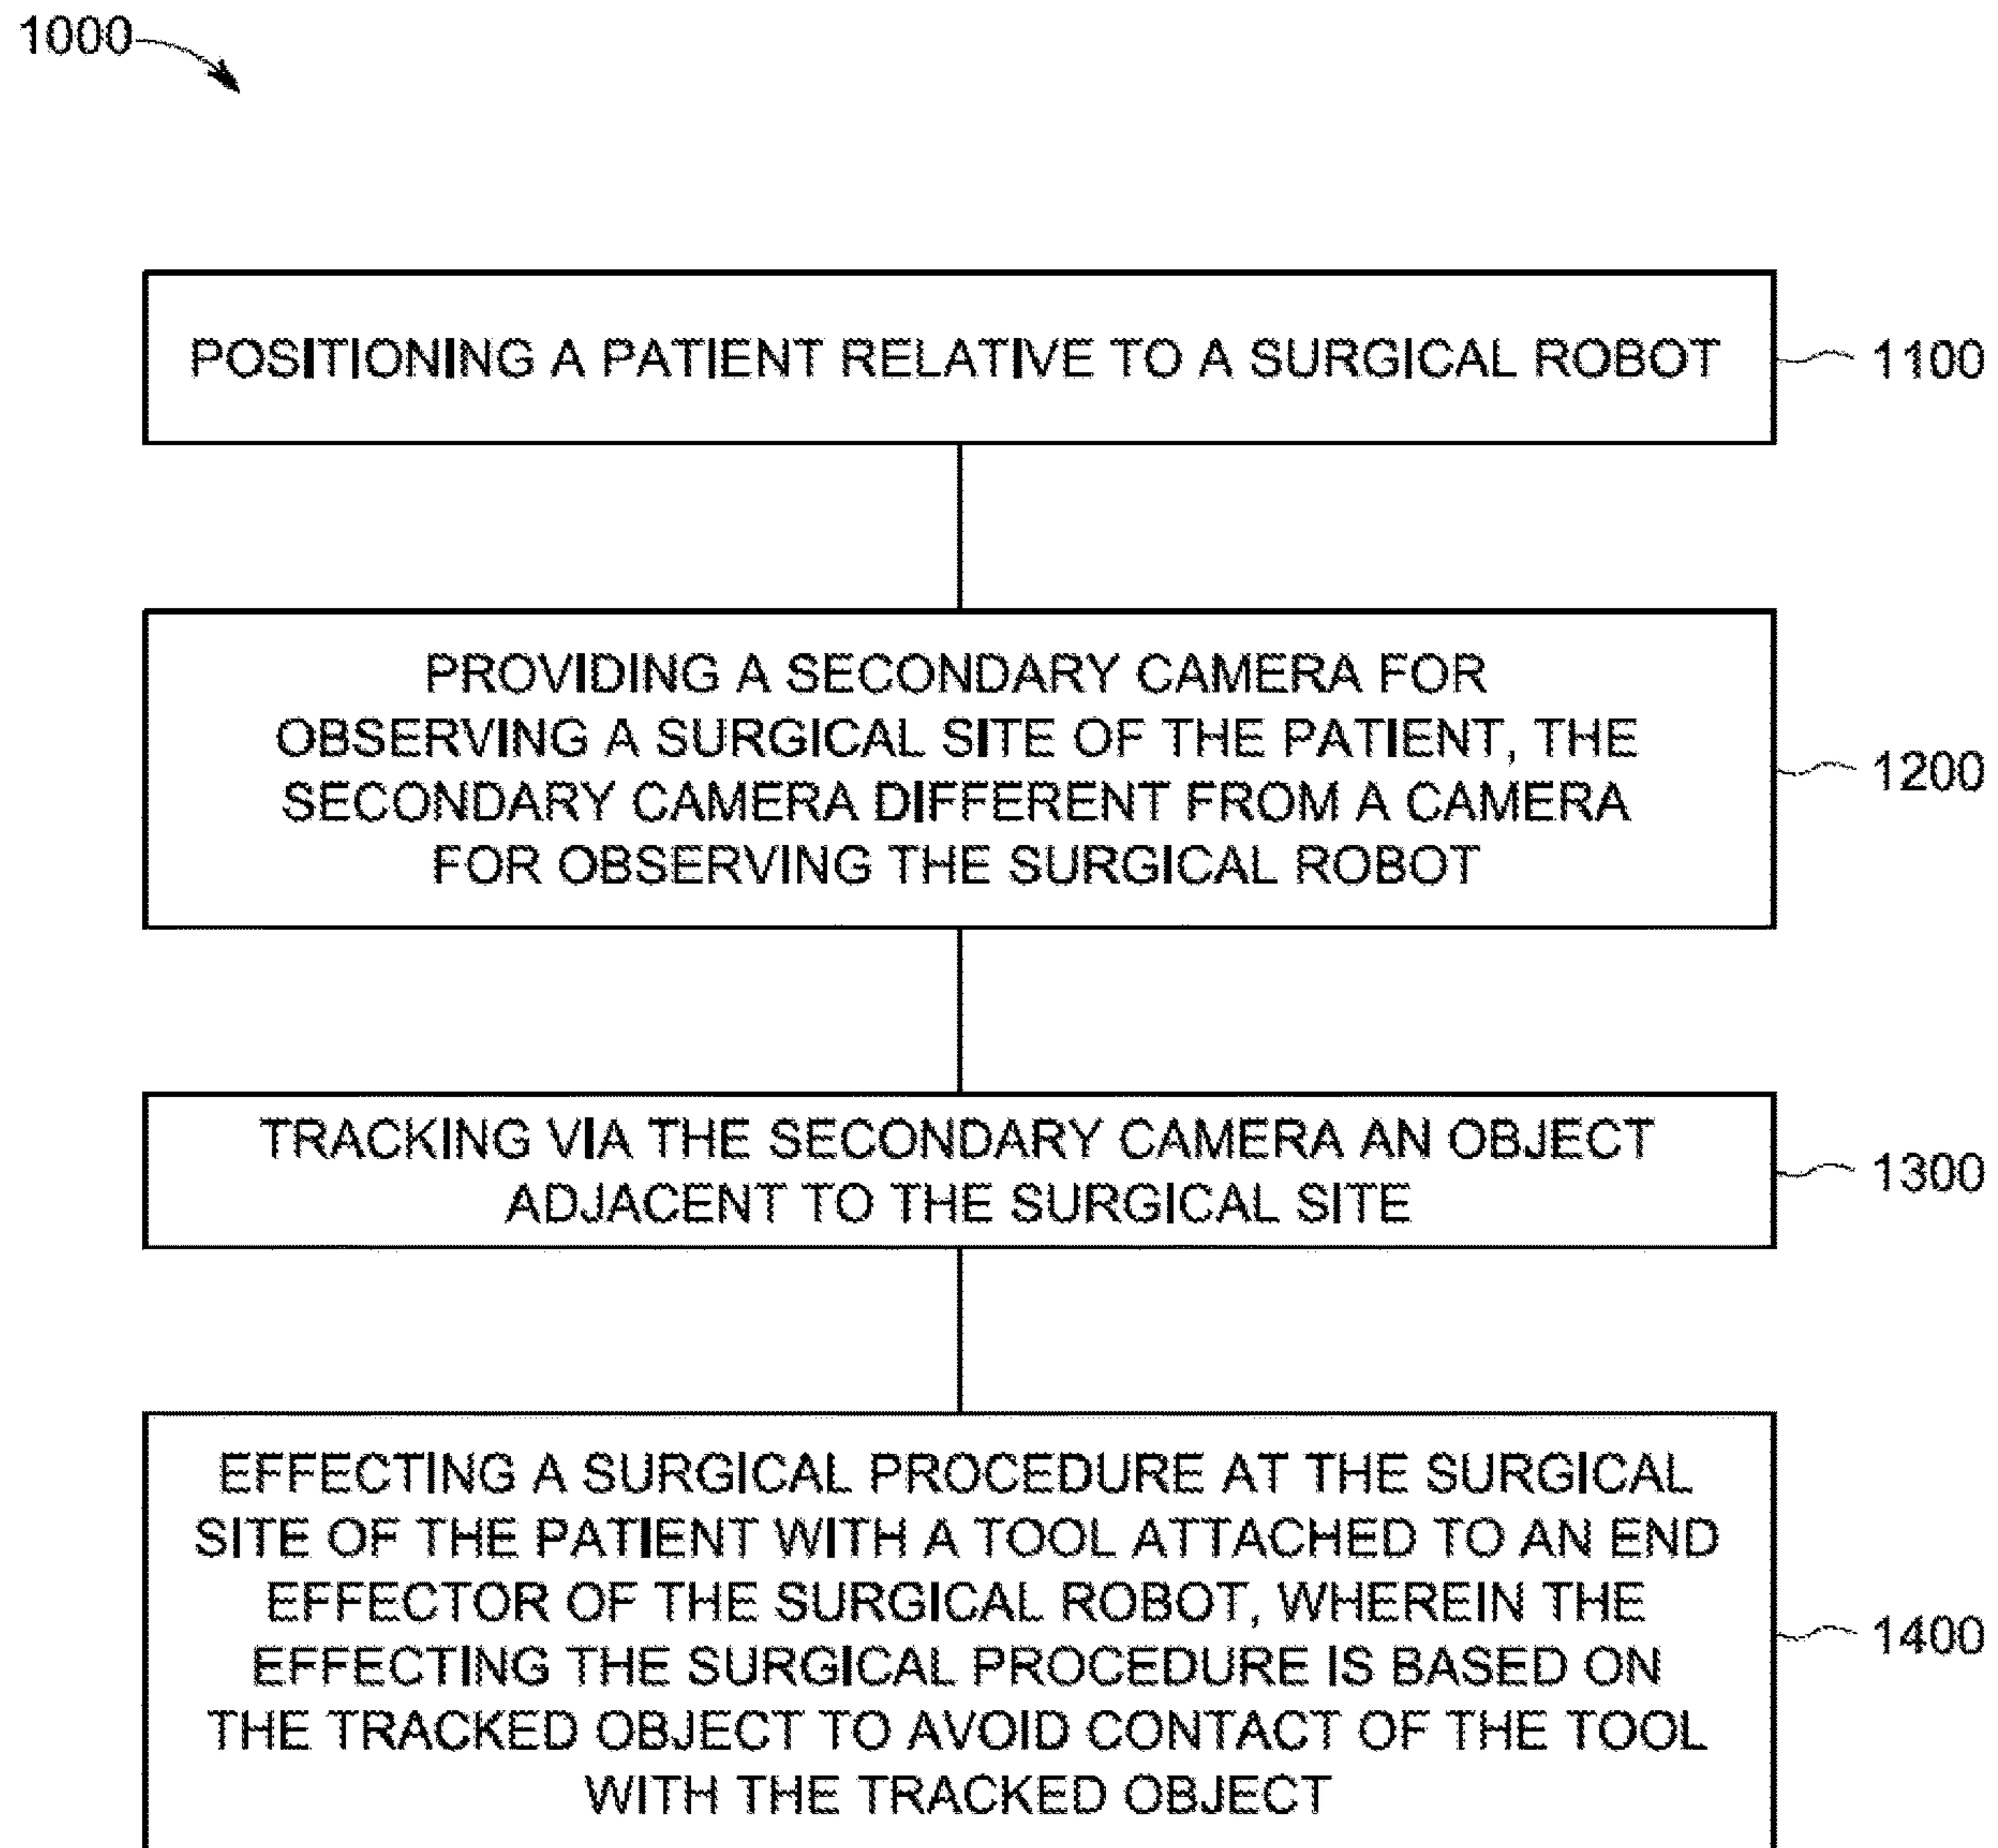 1000
POSITIONING A PATIENT RELATIVE TO A SURGICAL ROBOT
1100
PROVIDING A SECONDARY CAMERA FOR
OBSERVING A SURGICAL SITE OF THE PATIENT, THE
SECONDARY CAMERA DIFFERENT FROM A CAMERA
FOR OBSERVING THE SURGICAL ROBOT
1200
TRACKING VIA THE SECONDARY CAMERA AN OBJECT
ADJACENT TO THE SURGICAL SITE
1300
EFFECTING A SURGICAL PROCEDURE AT THE SURGICAL
SITE OF THE PATIENT WITH A TOOL ATTACHED TO AN END
EFFECTOR OF THE SURGICAL ROBOT, WHEREIN THE
EFFECTING THE SURGICAL PROCEDURE IS BASED ON
THE TRACKED OBJECT TO AVOID CONTACT OF THE TOOL
WITH THE TRACKED OBJECT
1400